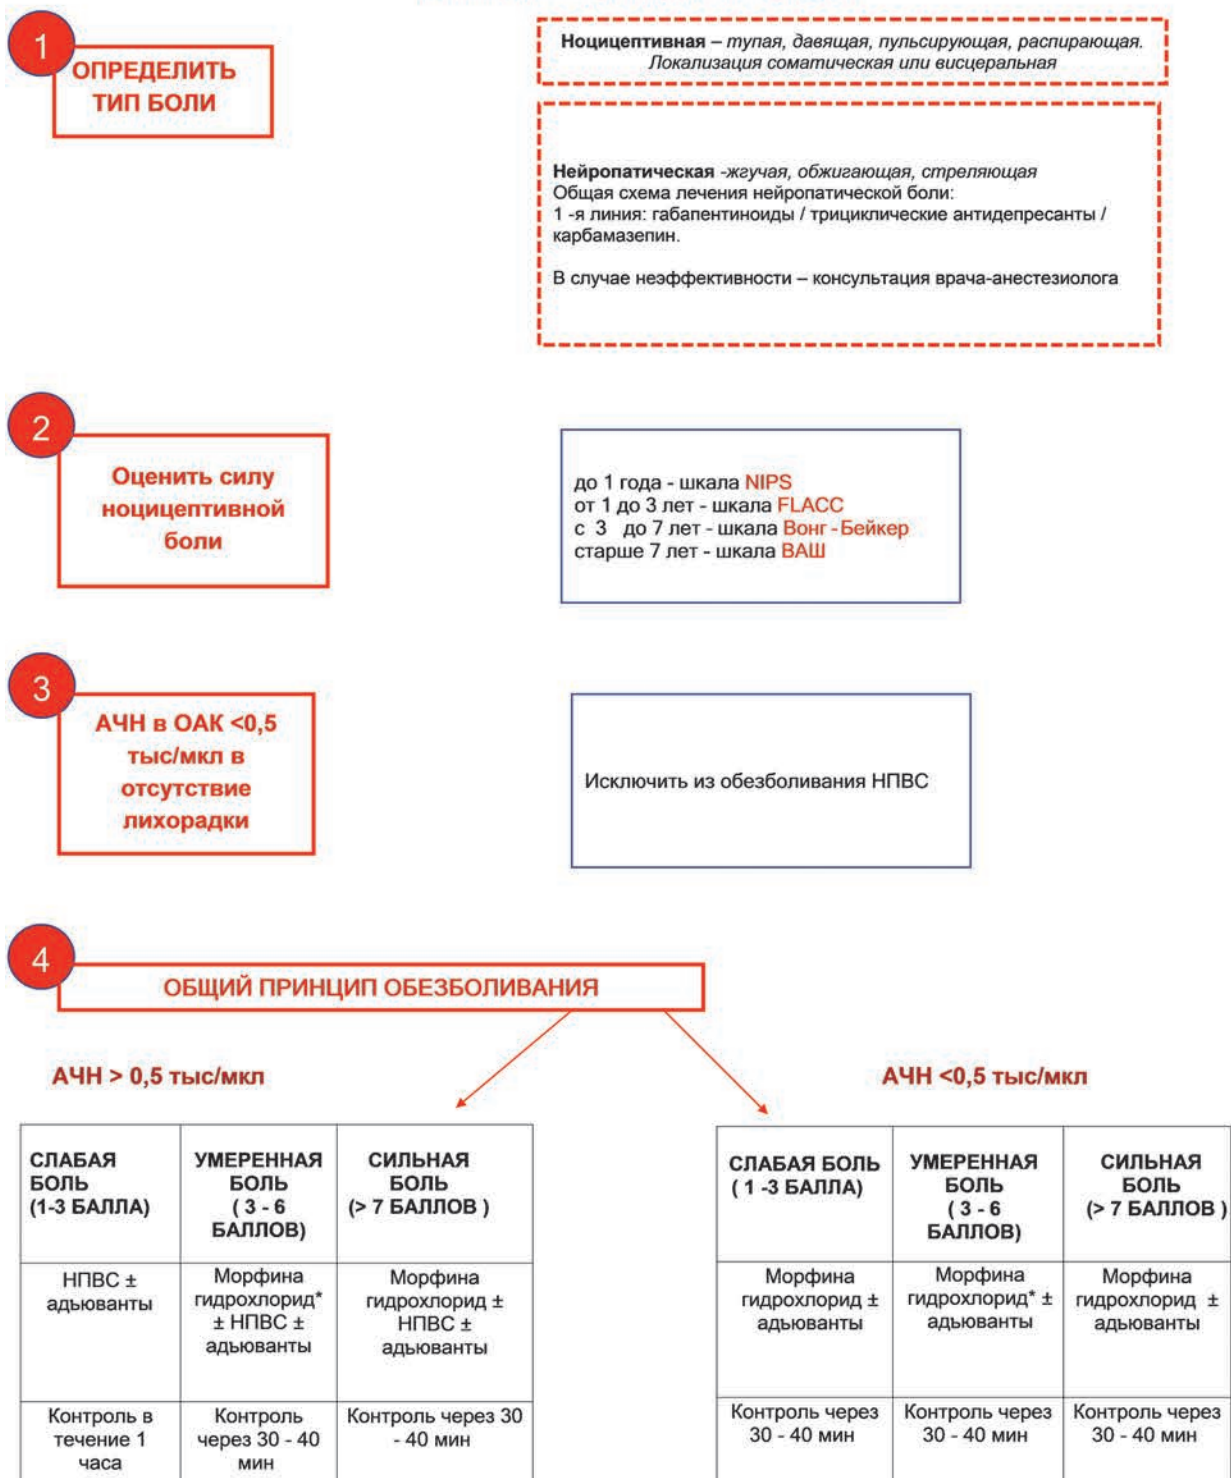 1
ОПРЕДЕЛИТЬ
ТИП БОЛИ
Ноцицептивная – тупая, давящая, пульсирующая, распирающая.
Локализация соматическая или висцеральная
Нейропатическая -жгучая, обжигающая, стреляющая
Общая схема лечения нейропатической боли:
1 -я линия: габапентиноиды / трициклические антидепресанты /
карбамазепин.
В случае неэффективности – консультация врача-анестезиолога
2
Оценить силу
ноцицептивной
боли
до 1 года - шкала NIPS
от 1 до 3 лет - шкала FLACC
с 3 до 7 лет - шкала Вонг - Бейкер
старше 7 лет - шкала ВАШ
3
АЧН в ОАК <0,5
тыс/мкл в
отсутствие
лихорадки
Исключить из обезболивания НПВС
4
ОБЩИЙ ПРИНЦИП ОБЕЗБОЛИВАНИЯ
АЧН > 0,5 тыс/мкл
СЛАБАЯ
БОЛЬ
(1-3 БАЛЛА)
УМЕРЕННАЯ
БОЛЬ
( 3 - 6
БАЛЛОВ)
СИЛЬНАЯ
БОЛЬ
(> 7 БАЛЛОВ )
НПВС ±
адъюванты
Морфина
гидрохлорид*
± НПВС ±
адъюванты
Морфина
гидрохлорид ±
НПВС ±
адъюванты
Контроль в
течение 1
часа
Контроль
через 30 - 40
мин
Контроль через 30
- 40 мин
АЧН <0,5 тыс/мкл
СЛАБАЯ БОЛЬ
( 1 -3 БАЛЛА)
УМЕРЕННАЯ
БОЛЬ
( 3 - 6
БАЛЛОВ)
СИЛЬНАЯ
БОЛЬ
(> 7 БАЛЛОВ )
Морфина
гидрохлорид ±
адъюванты
Морфина
гидрохлорид* ±
адъюванты
Морфина
гидрохлорид ±
адъюванты
Контроль через
30 - 40 мин
Контроль через
30 - 40 мин
Контроль через
30 - 40 мин